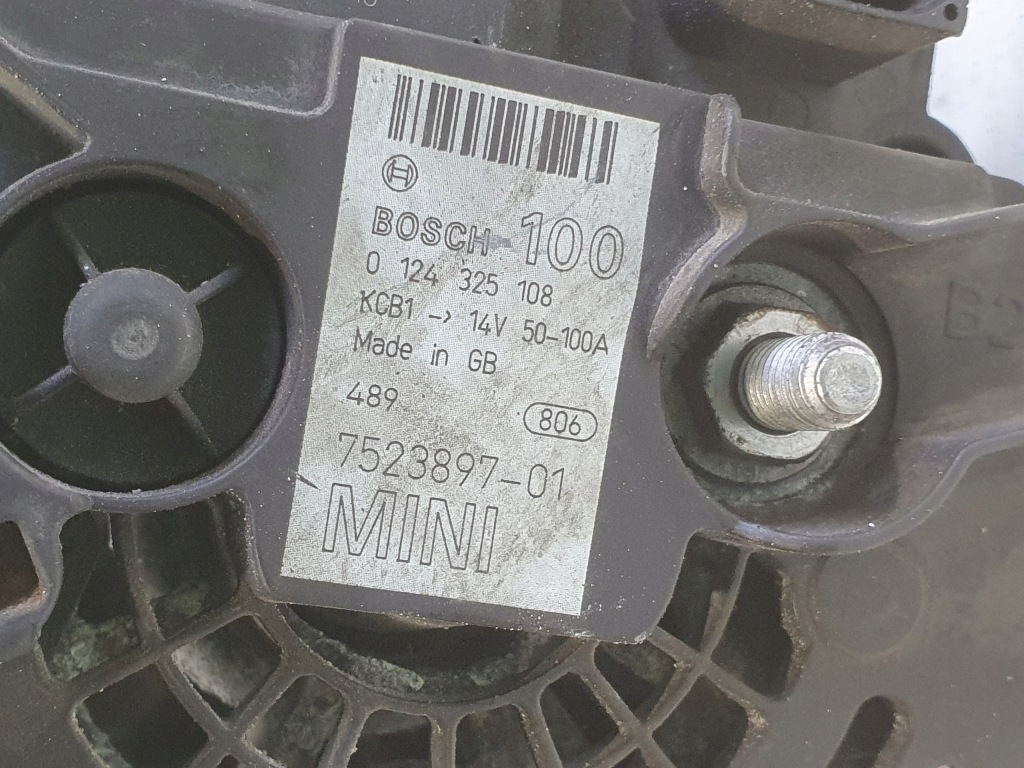 BOSCH 100
0 124 325 108
KCB1 -> 14V 50-100A
Made in GB
489 806
7523897-01
MINI